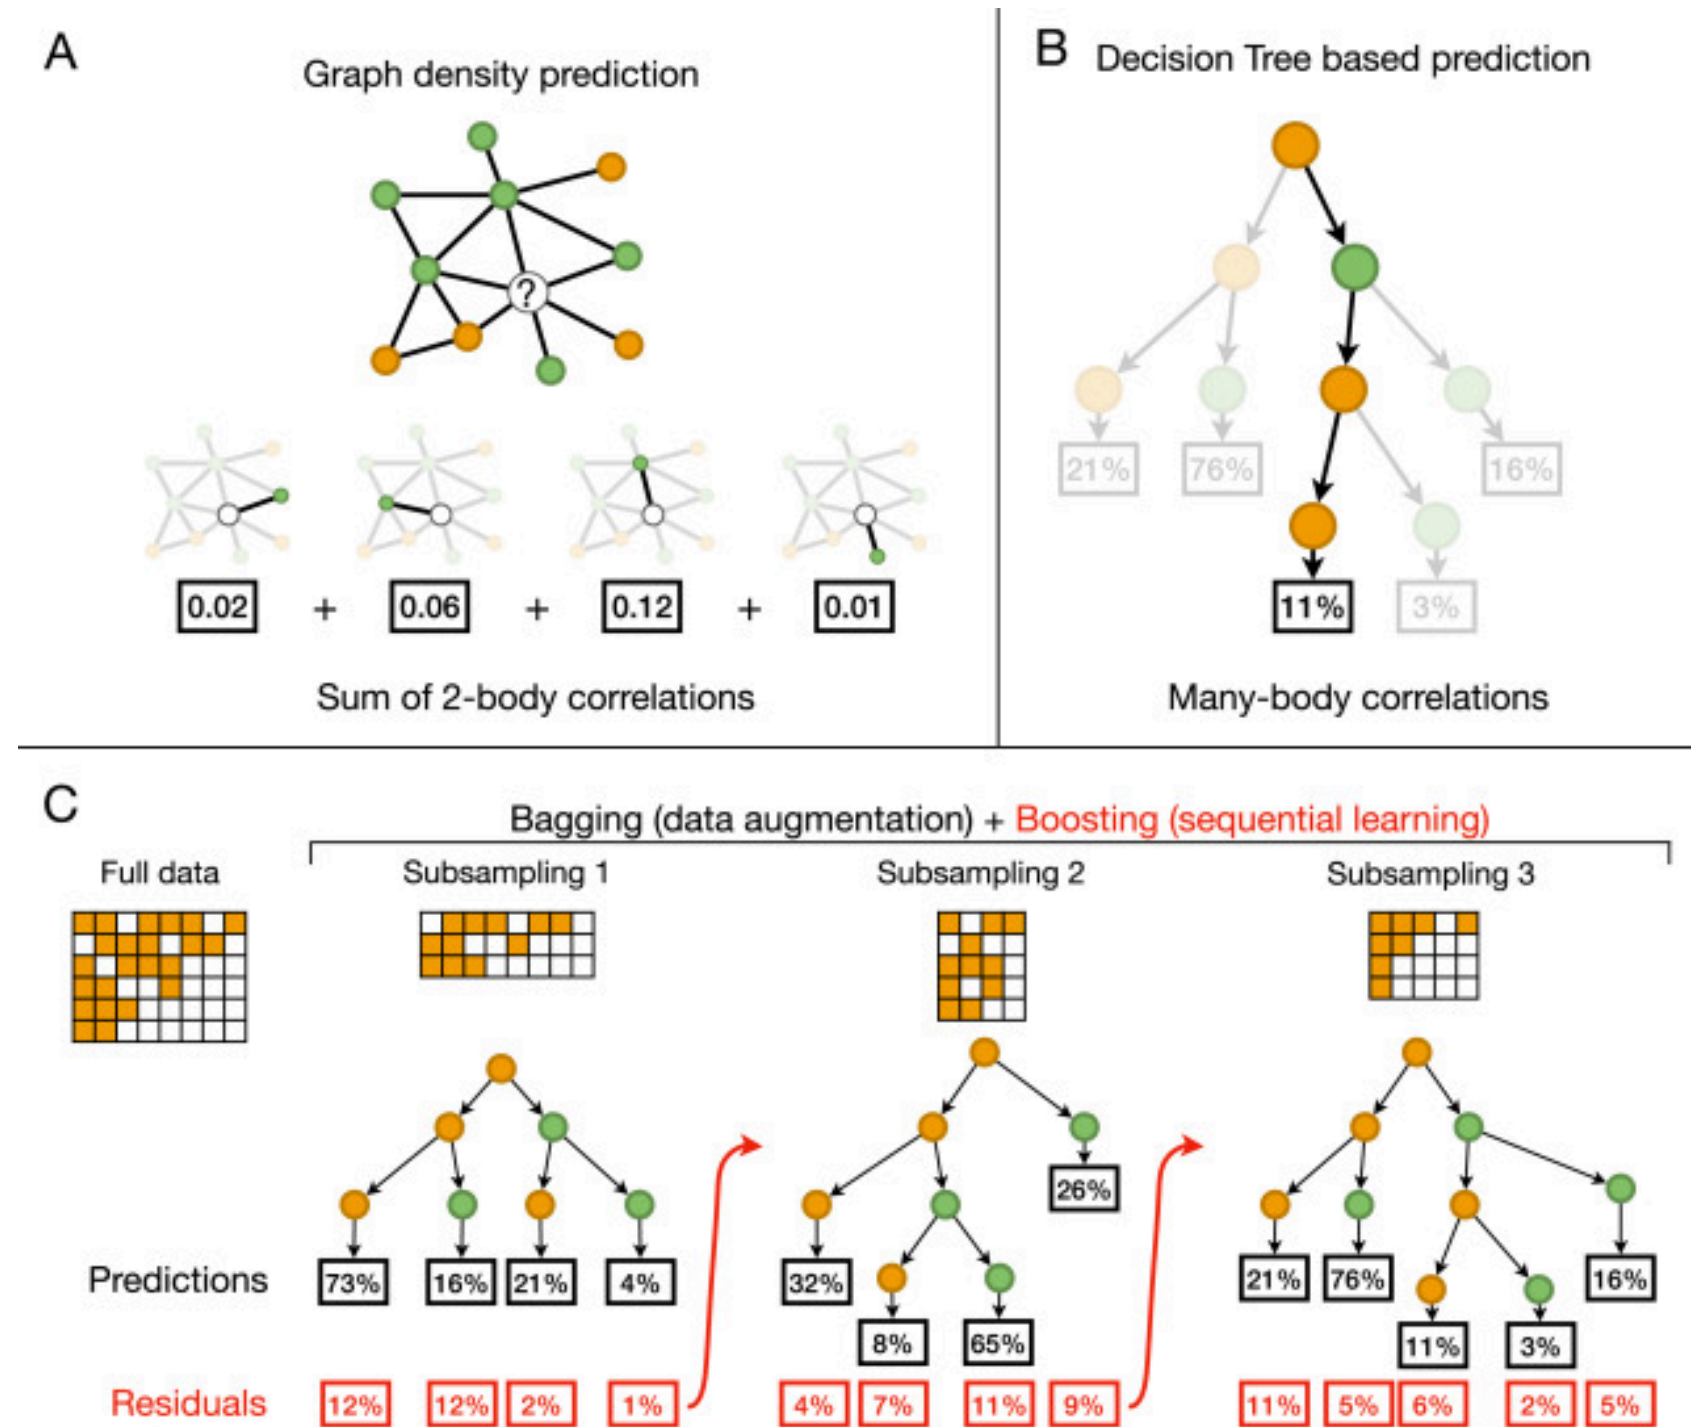 A
Graph density prediction
?
0.02 + 0.06 + 0.12 + 0.01
Sum of 2-body correlations
B
Decision Tree based prediction
21% 76% 16%
11% 3%
Many-body correlations
C
Bagging (data augmentation) + Boosting (sequential learning)
Full data
Subsampling 1
Subsampling 2
Subsampling 3
Predictions
73% 16% 21% 4%
26%
32%
8% 65%
21% 76% 16%
11% 3%
Residuals
12% 12% 2% 1%
4% 7% 11% 9%
11% 5% 6% 2% 5%